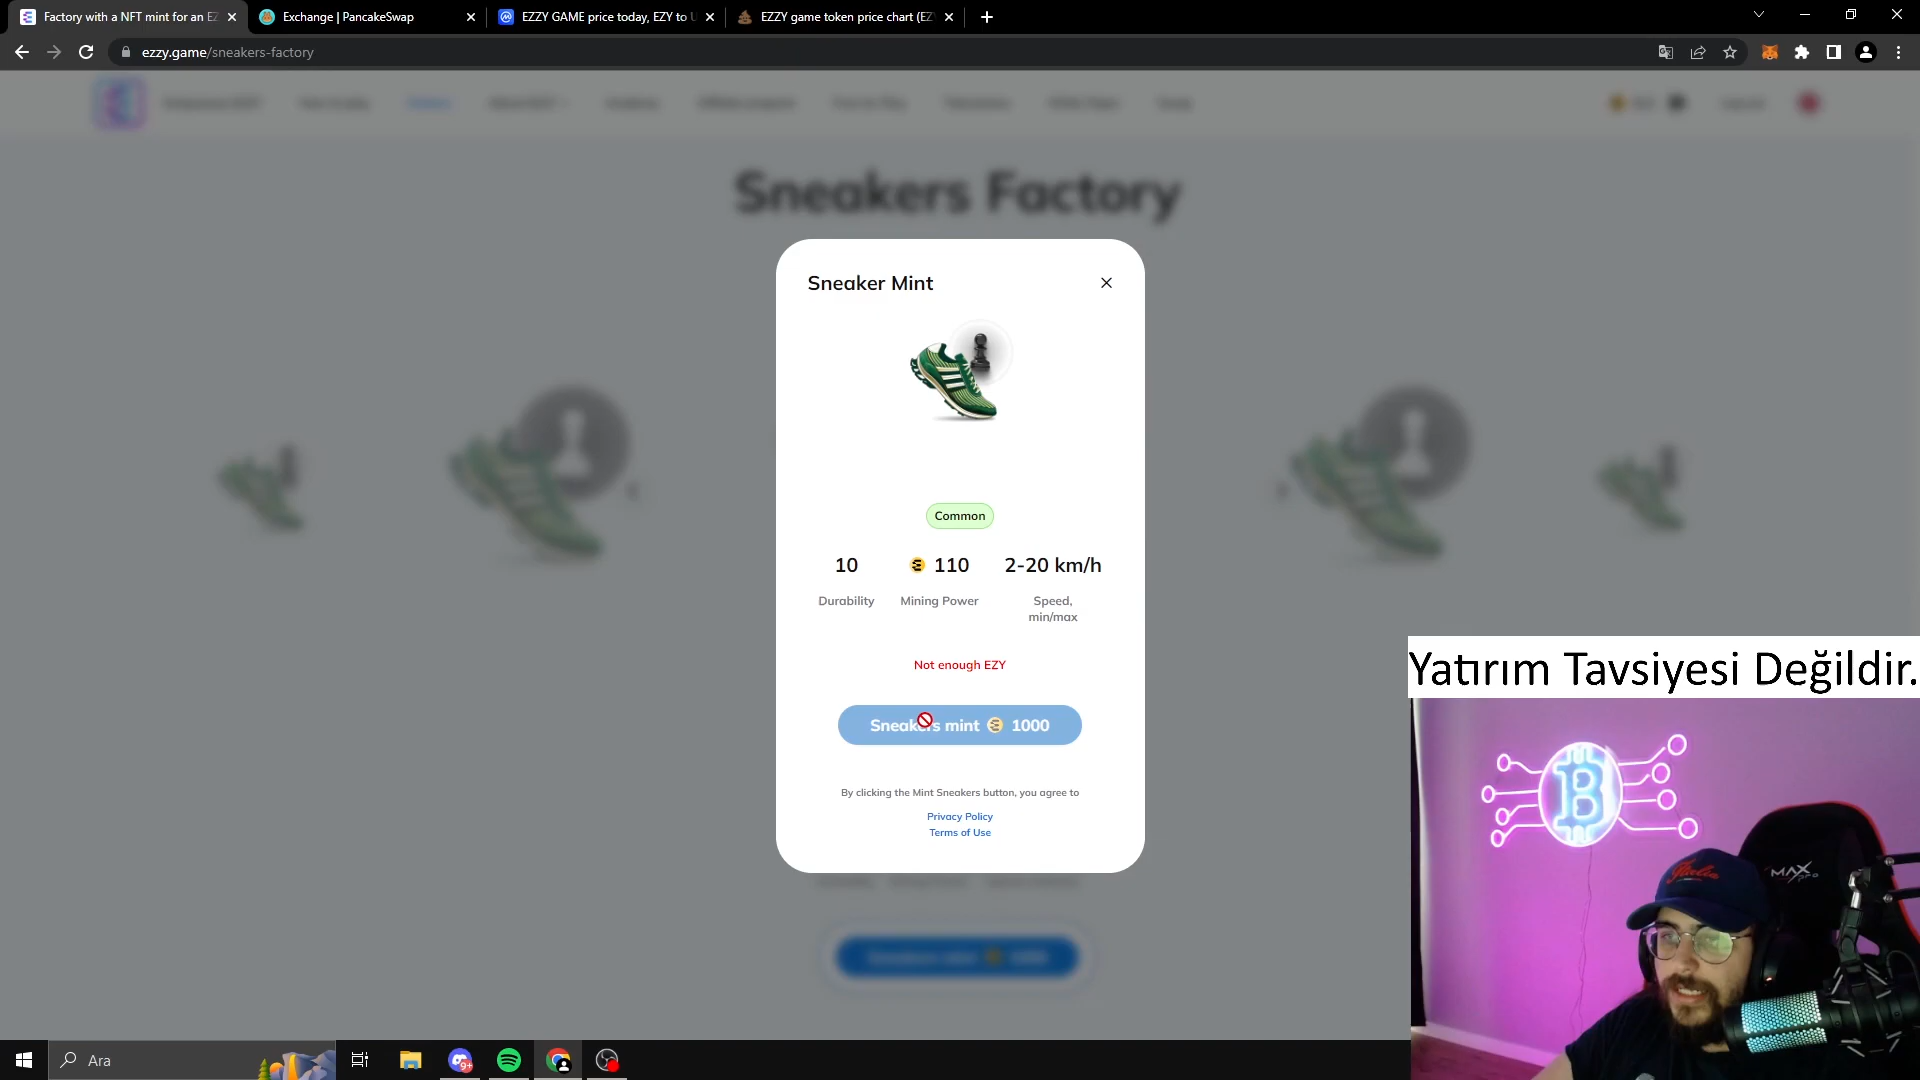 Factory with a NFT mint for an EZ
Exchange | PancakeSwap
EZZY GAME price today, EZY to U
EZZY game token price chart (EZY
ezzy.game/sneakers-factory
Sneakers Factory
Sneaker Mint
Common
10
110
2-20 km/h
Durability
Mining Power
Speed,
min/max
Not enough EZY
Sneakers mint 1000
By clicking the Mint Sneakers button, you agree to
Privacy Policy
Terms of Use
Yatırım Tavsiyesi Değildir.
MAX
Ara
9+